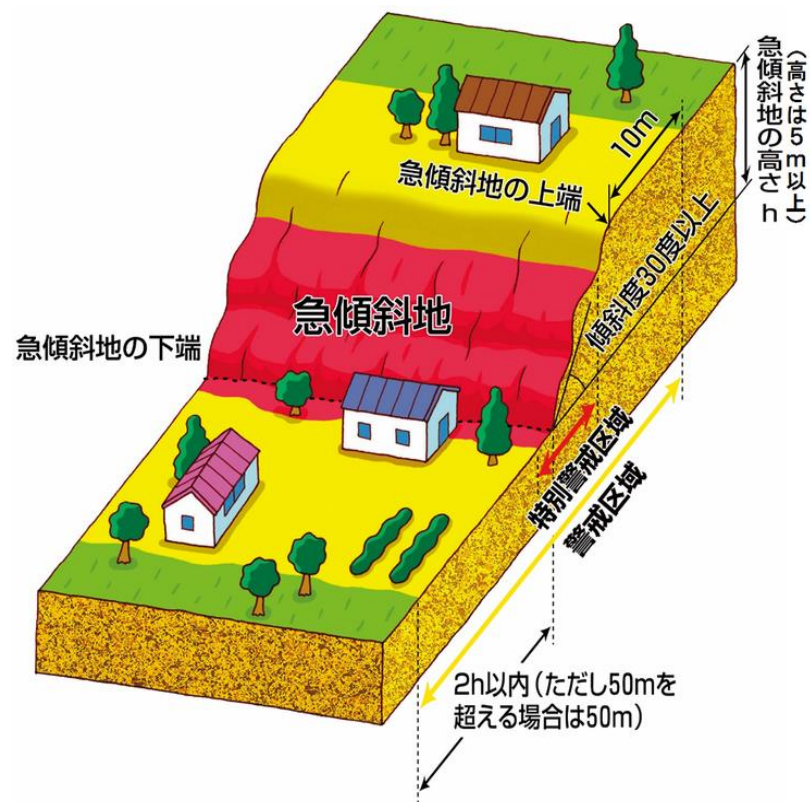 急傾斜地の高さ h
（高さは5m以上）
10m
急傾斜地の上端
傾斜度30度以上
急傾斜地
急傾斜地の下端
特別警戒区域
警戒区域
2h以内（ただし50mを
超える場合は50m）